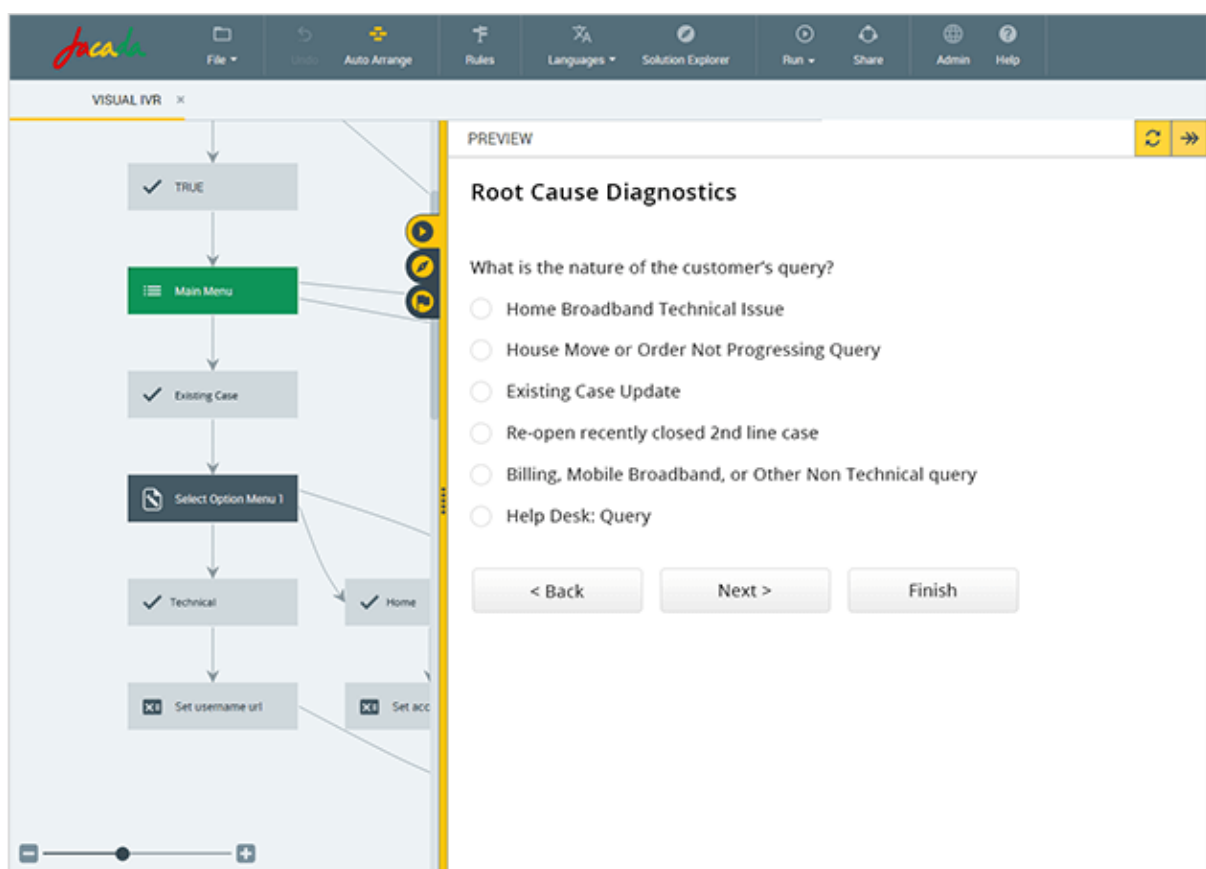 Jacada
File
Undo
Auto Arrange
Rules
Languages
Solution Explorer
Run
Share
Admin
Help
VISUAL IVR ×
TRUE
Main Menu
Existing Case
Select Option Menu 1
Technical
Home
Set username url
Set acc
PREVIEW
Root Cause Diagnostics
What is the nature of the customer's query?
Home Broadband Technical Issue
House Move or Order Not Progressing Query
Existing Case Update
Re-open recently closed 2nd line case
Billing, Mobile Broadband, or Other Non Technical query
Help Desk: Query
< Back
Next >
Finish